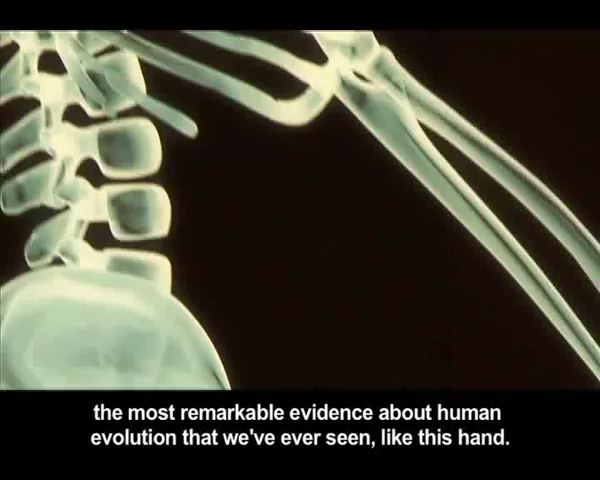 the most remarkable evidence about human
evolution that we've ever seen, like this hand.